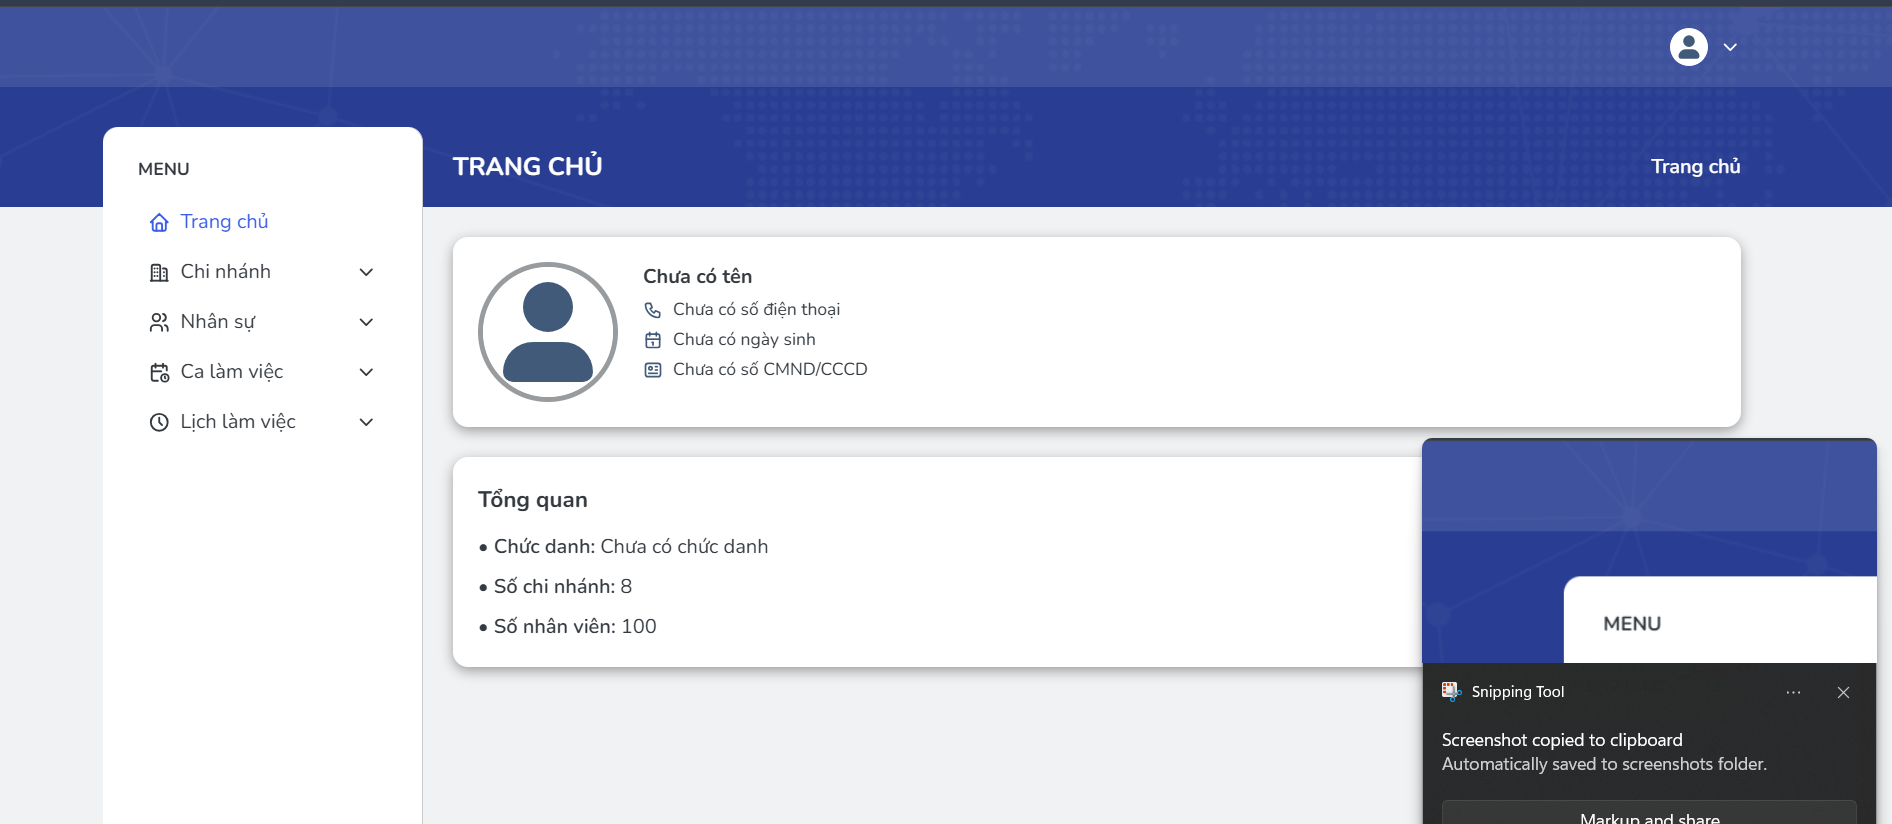 MENU
Trang chủ
Chi nhánh
Nhân sự
Ca làm việc
Lịch làm việc
TRANG CHỦ
Trang chủ
Chưa có tên
Chưa có số điện thoại
Chưa có ngày sinh
Chưa có số CMND/CCCD
Tổng quan
• Chức danh: Chưa có chức danh
• Số chi nhánh: 8
• Số nhân viên: 100
MENU
Snipping Tool
Screenshot copied to clipboard
Automatically saved to screenshots folder.
Markup and share